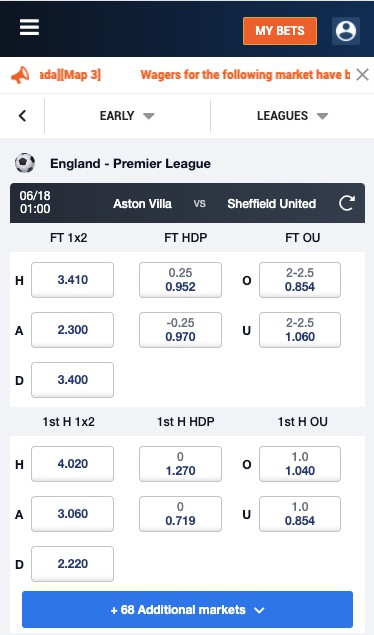 MY BETS
ada][Map 3] Wagers for the following market have b
EARLY LEAGUES
England - Premier League
06/18
01:00
Aston Villa vs Sheffield United
FT 1x2 FT HDP FT OU
H 3.410 0.25 0.952 O 2-2.5 0.854
A 2.300 -0.25 0.970 U 2-2.5 1.060
D 3.400
1st H 1x2 1st H HDP 1st H OU
H 4.020 0 1.270 O 1.0 1.040
A 3.060 0 0.719 U 1.0 0.854
D 2.220
+ 68 Additional markets